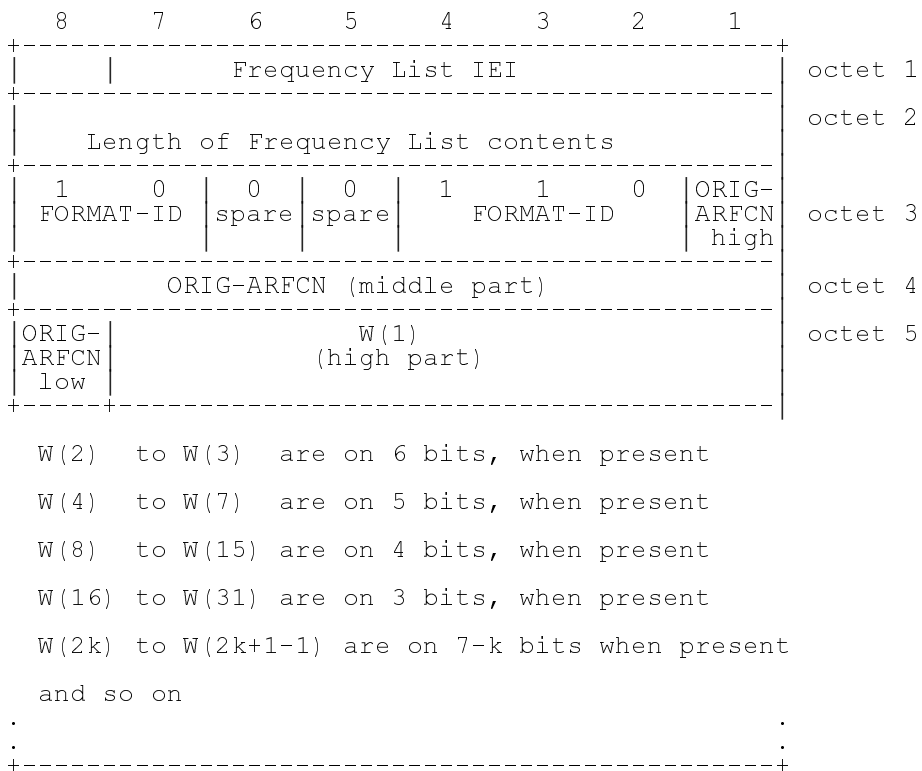 8 7 6 5 4 3 2 1
Frequency List IEI octet 1
octet 2
Length of Frequency List contents
1 0 0 0 1 1 0 ORIG-
FORMAT-ID spare spare FORMAT-ID ARFCN octet 3
high
ORIG-ARFCN (middle part) octet 4
ORIG- W(1) octet 5
ARFCN (high part)
low
W(2) to W(3) are on 6 bits, when present
W(4) to W(7) are on 5 bits, when present
W(8) to W(15) are on 4 bits, when present
W(16) to W(31) are on 3 bits, when present
W(2k) to W(2k+1-1) are on 7-k bits when present
and so on